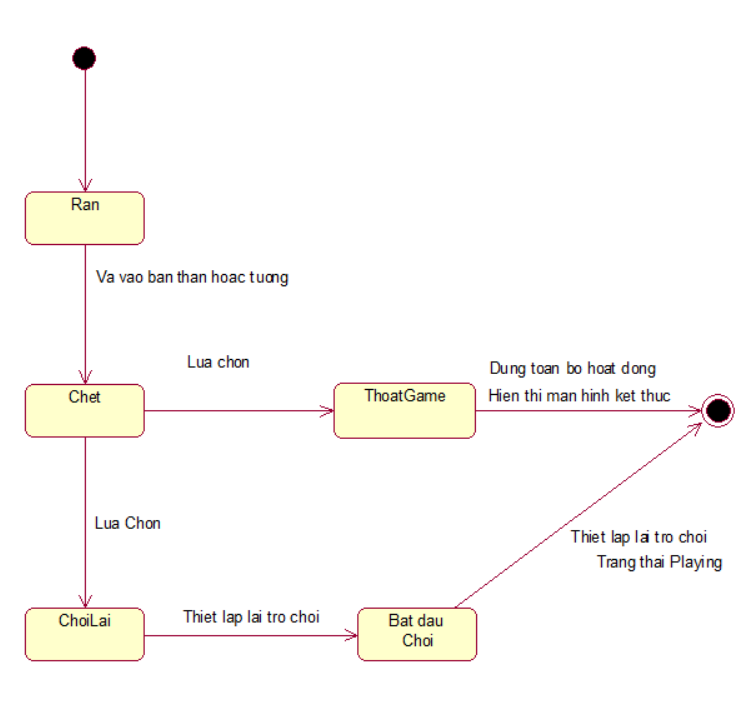 Ran
Va vao ban than hoac tuong
Lua chon
Chet
ThoatGame
Dung toan bo hoat dong
Hien thi man hinh ket thuc
Lua Chon
Thiet lap lai tro choi
Trang thai Playing
ChoiLai
Thiet lap lai tro choi
Bat dau
Choi